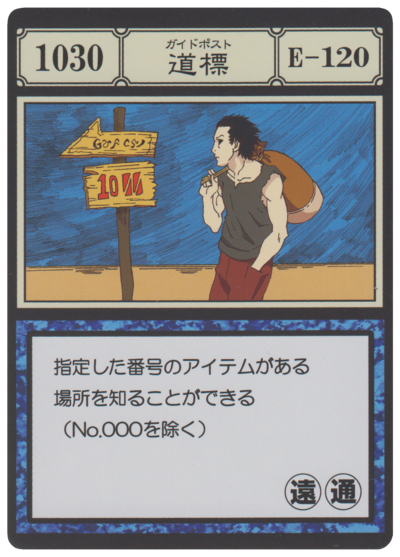 1030
ガイドポスト
道標
E-120
指定した番号のアイテムがある
場所を知ることができる
（No.000を除く）
遠 通